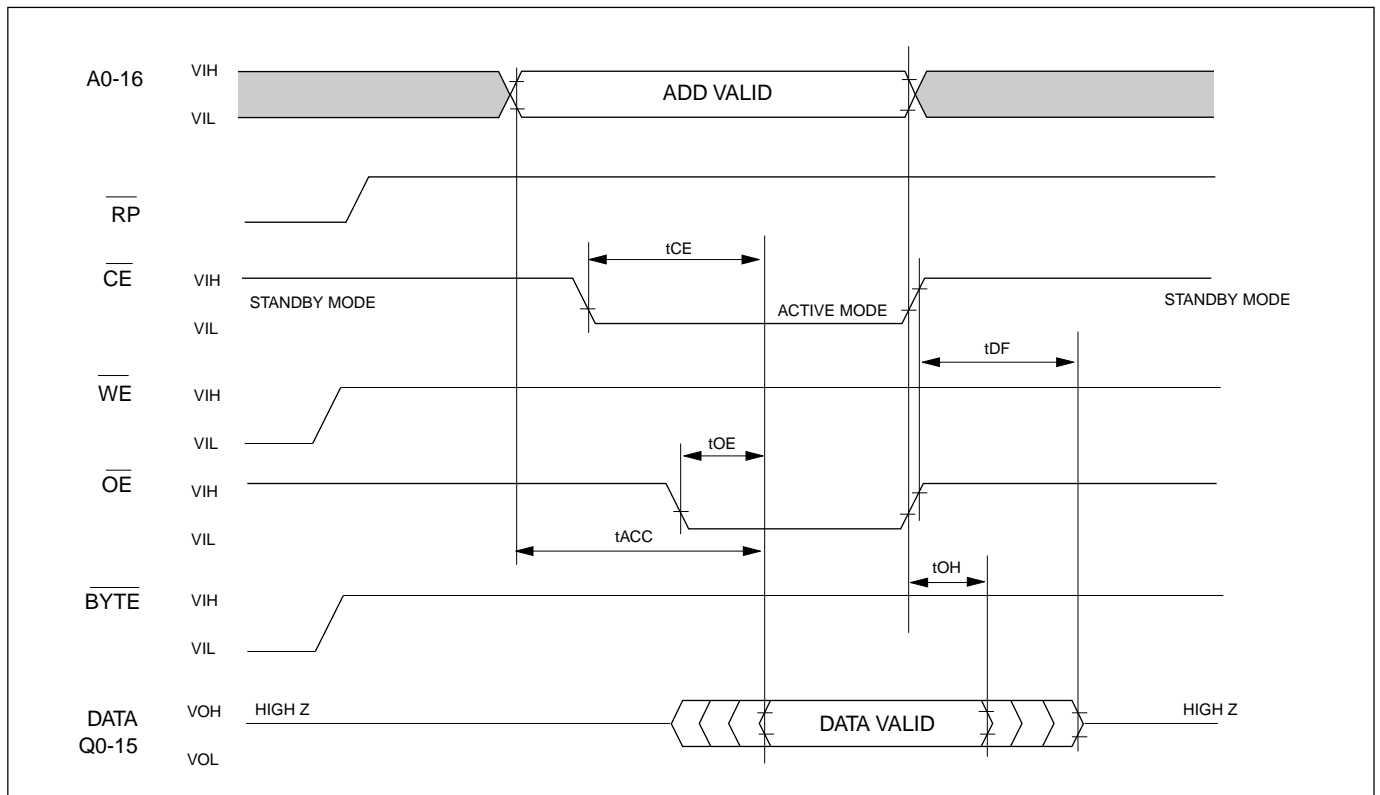 A0-16
VIH
VIL
ADD VALID
RP
tCE
CE
VIH
VIL
STANDBY MODE
ACTIVE MODE
STANDBY MODE
tDF
WE
VIH
VIL
tOE
OE
VIH
VIL
tACC
tOH
BYTE
VIH
VIL
DATA
Q0-15
VOH
VOL
HIGH Z
DATA VALID
HIGH Z